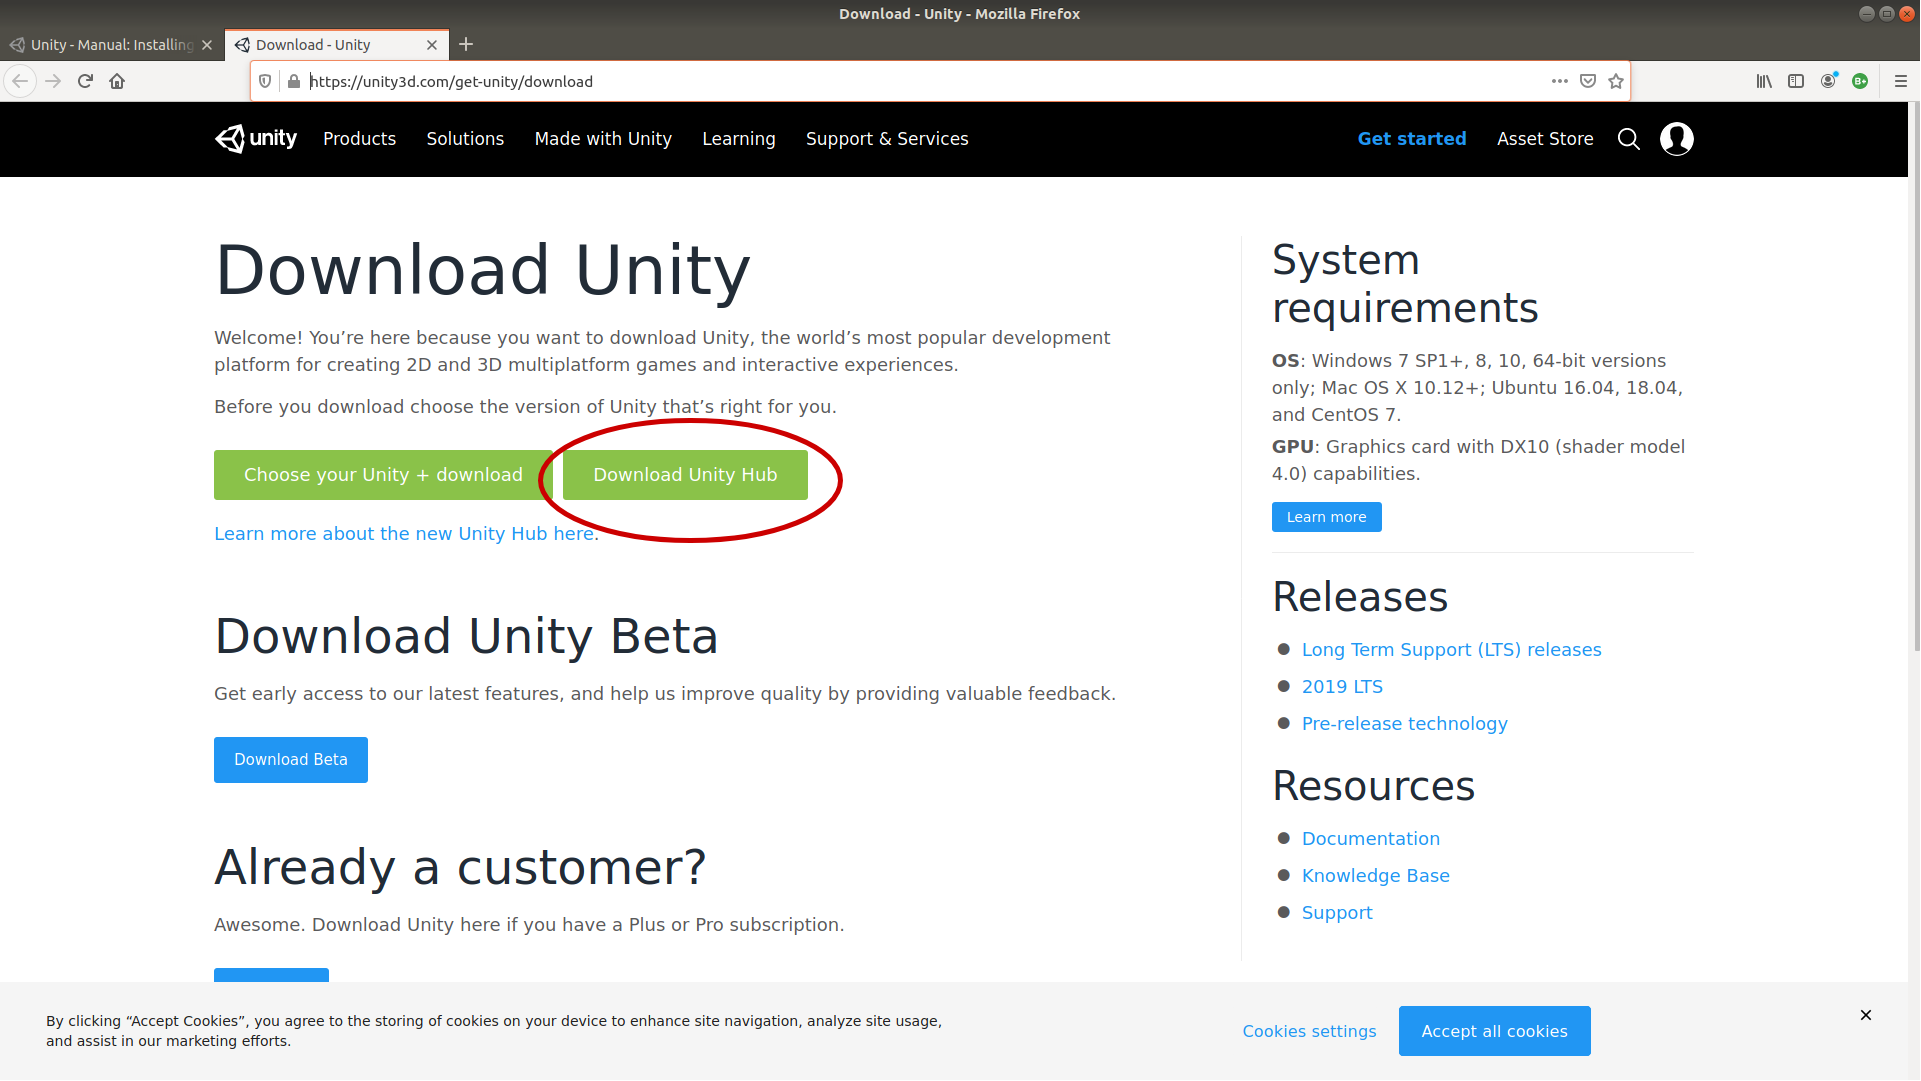 Download - Unity - Mozilla Firefox
Unity - Manual: Installing
Download - Unity
https://unity3d.com/get-unity/download
unity
Products
Solutions
Made with Unity
Learning
Support & Services
Get started
Asset Store
Download Unity
Welcome! You’re here because you want to download Unity, the world’s most popular development
platform for creating 2D and 3D multiplatform games and interactive experiences.
Before you download choose the version of Unity that’s right for you.
Choose your Unity + download
Download Unity Hub
Learn more about the new Unity Hub here.
Download Unity Beta
Get early access to our latest features, and help us improve quality by providing valuable feedback.
Download Beta
Already a customer?
Awesome. Download Unity here if you have a Plus or Pro subscription.
System
requirements
OS: Windows 7 SP1+, 8, 10, 64-bit versions
only; Mac OS X 10.12+; Ubuntu 16.04, 18.04,
and CentOS 7.
GPU: Graphics card with DX10 (shader model
4.0) capabilities.
Learn more
Releases
Long Term Support (LTS) releases
2019 LTS
Pre-release technology
Resources
Documentation
Knowledge Base
Support
By clicking “Accept Cookies”, you agree to the storing of cookies on your device to enhance site navigation, analyze site usage,
and assist in our marketing efforts.
Cookies settings
Accept all cookies